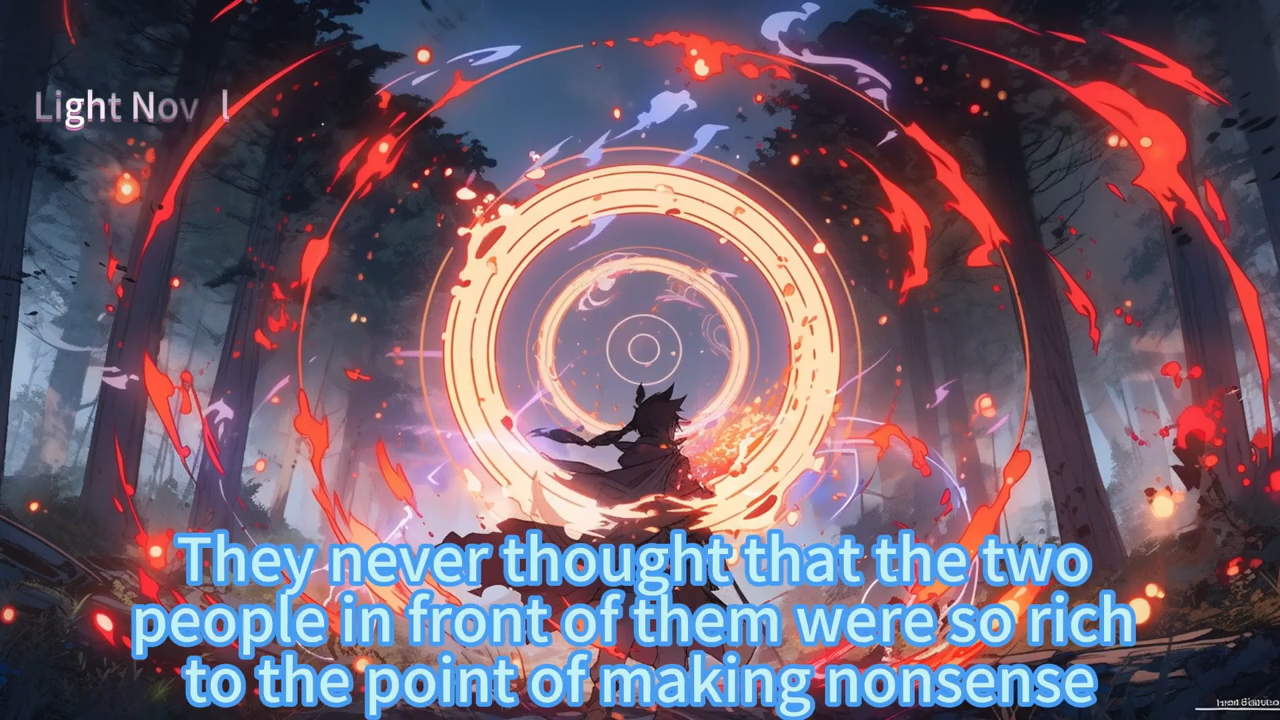 Light Nov l
They never thought that the two
people in front of them were so rich
to the point of making nonsense